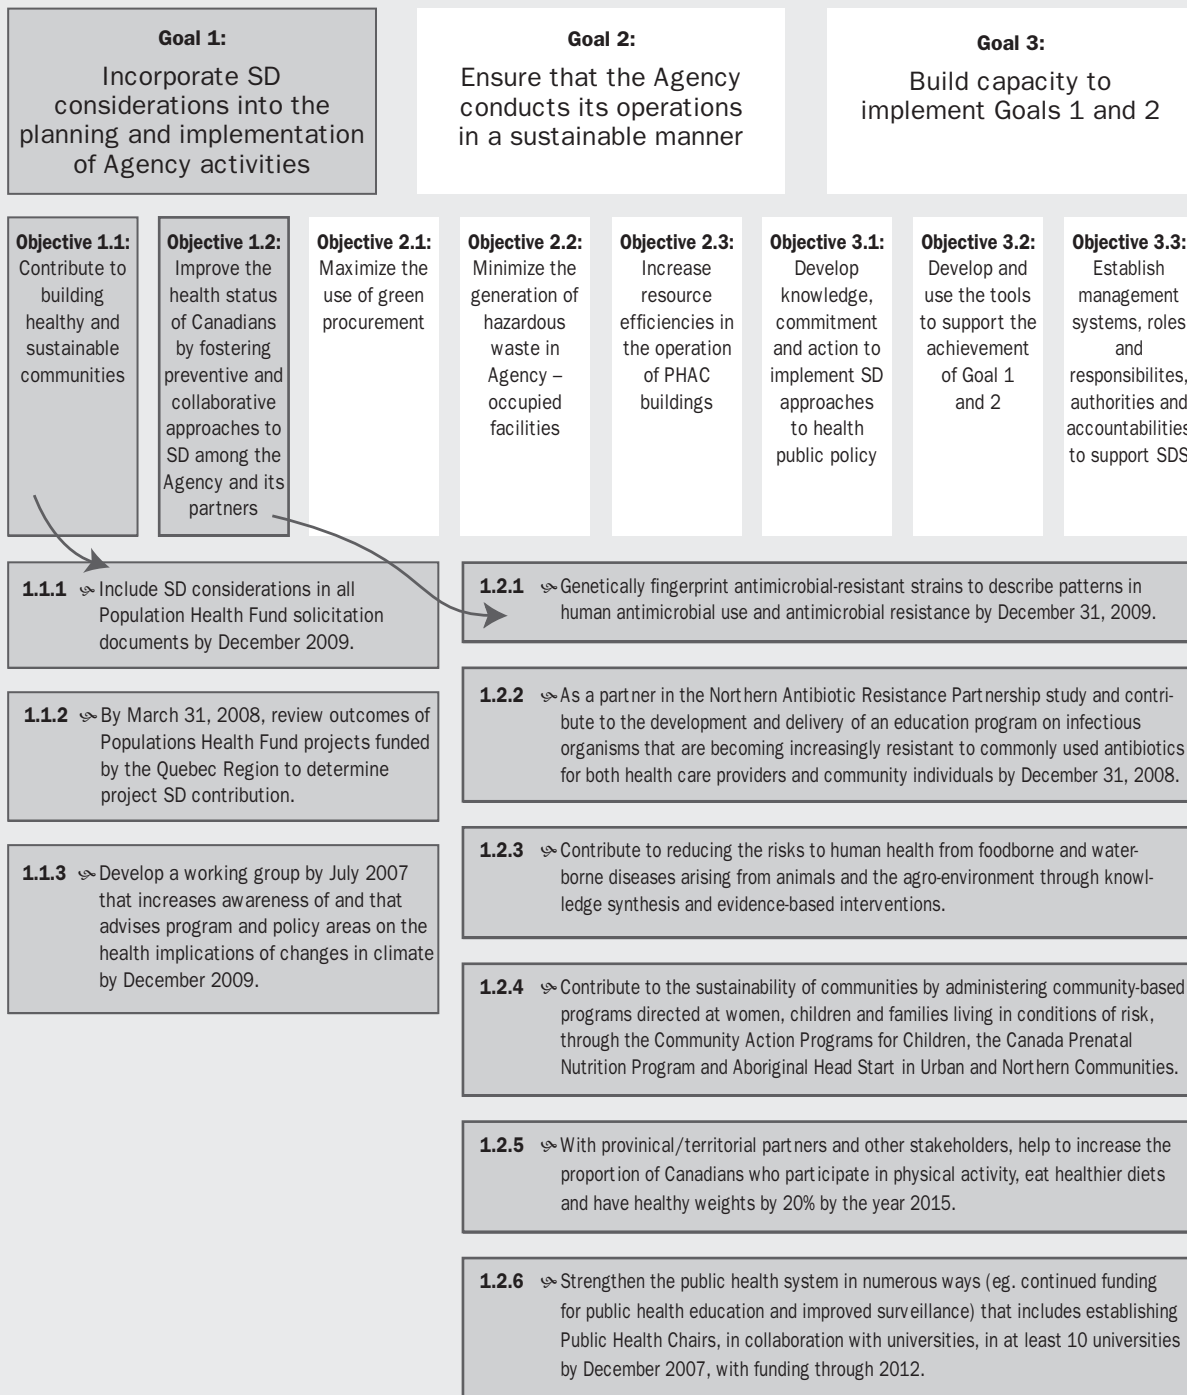 Goal 1:
Incorporate SD
considerations into the
planning and implementation
of Agency activities
Goal 2:
Ensure that the Agency
conducts its operations
in a sustainable manner
Goal 3:
Build capacity to
implement Goals 1 and 2
Objective 1.1:
Contribute to
building
healthy and
sustainable
communities
Objective 1.2:
Improve the
health status
of Canadians
by fostering
preventive and
collaborative
approaches to
SD among the
Agency and its
partners
Objective 2.1:
Maximize the
use of green
procurement
Objective 2.2:
Minimize the
generation of
hazardous
waste in
Agency –
occupied
facilities
Objective 2.3:
Increase
resource
efficiencies in
the operation
of PHAC
buildings
Objective 3.1:
Develop
knowledge,
commitment
and action to
implement SD
approaches
to health
public policy
Objective 3.2:
Develop and
use the tools
to support the
achievement
of Goal 1
and 2
Objective 3.3:
Establish
management
systems, roles
and
responsibilites,
authorities and
accountabilities
to support SDS
1.1.1 Include SD considerations in all
Population Health Fund solicitation
documents by December 2009.
1.1.2 By March 31, 2008, review outcomes of
Populations Health Fund projects funded
by the Quebec Region to determine
project SD contribution.
1.1.3 Develop a working group by July 2007
that increases awareness of and that
advises program and policy areas on the
health implications of changes in climate
by December 2009.
1.2.1 Genetically fingerprint antimicrobial-resistant strains to describe patterns in
human antimicrobial use and antimicrobial resistance by December 31, 2009.
1.2.2 As a partner in the Northern Antibiotic Resistance Partnership study and contri-
bute to the development and delivery of an education program on infectious
organisms that are becoming increasingly resistant to commonly used antibiotics
for both health care providers and community individuals by December 31, 2008.
1.2.3 Contribute to reducing the risks to human health from foodborne and water-
borne diseases arising from animals and the agro-environment through knowl-
ledge synthesis and evidence-based interventions.
1.2.4 Contribute to the sustainability of communities by administering community-based
programs directed at women, children and families living in conditions of risk,
through the Community Action Programs for Children, the Canada Prenatal
Nutrition Program and Aboriginal Head Start in Urban and Northern Communities.
1.2.5 With provinical/territorial partners and other stakeholders, help to increase the
proportion of Canadians who participate in physical activity, eat healthier diets
and have healthy weights by 20% by the year 2015.
1.2.6 Strengthen the public health system in numerous ways (eg. continued funding
for public health education and improved surveillance) that includes establishing
Public Health Chairs, in collaboration with universities, in at least 10 universities
by December 2007, with funding through 2012.